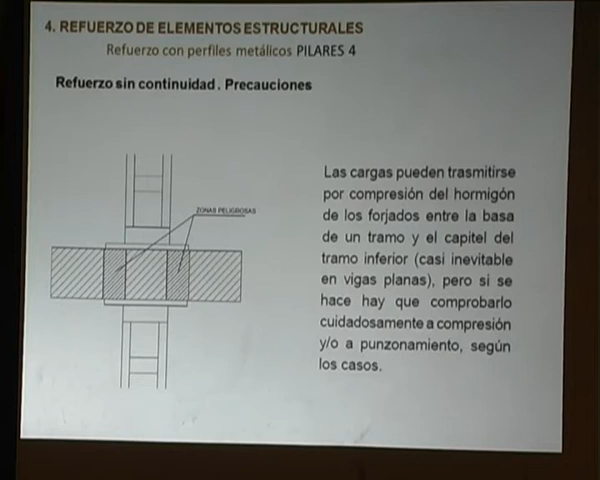 4. REFUERZO DE ELEMENTOS ESTRUCTURALES
Refuerzo con perfiles metálicos PILARES 4
Refuerzo sin continuidad. Precauciones
ZONAS PELIGROSAS
Las cargas pueden trasmitirse
por compresión del hormigón
de los forjados entre la basa
de un tramo y el capitel del
tramo inferior (casi inevitable
en vigas planas), pero si se
hace hay que comprobarlo
cuidadosamente a compresión
y/o a punzonamiento, según
los casos.